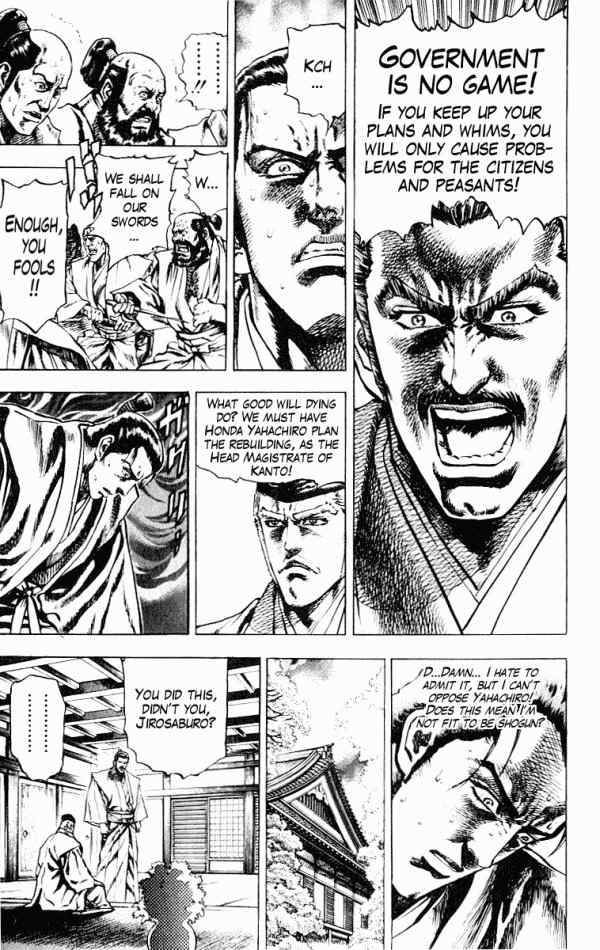 GOVERNMENT
IS NO GAME!
IF YOU KEEP UP YOUR
PLANS AND WHIMS, YOU
WILL ONLY CAUSE PROB-
LEMS FOR THE CITIZENS
AND PEASANTS!
KCH
...
.........
!!
W...
WE SHALL
FALL ON
OUR
SWORDS
...
ENOUGH,
YOU
FOOLS
!!
WHAT GOOD WILL DYING
DO? WE MUST HAVE
HONDA YAHACHIRO PLAN
THE REBUILDING, AS THE
HEAD MAGISTRATE OF
KANTO!
D...DAMN... I HATE TO
ADMIT IT, BUT I CAN'T
OPPOSE YAHACHIRO!
DOES THIS MEAN I'M
NOT FIT TO BE SHOGUN?
YOU DID THIS,
DIDN'T YOU,
JIROSABURO?
.........